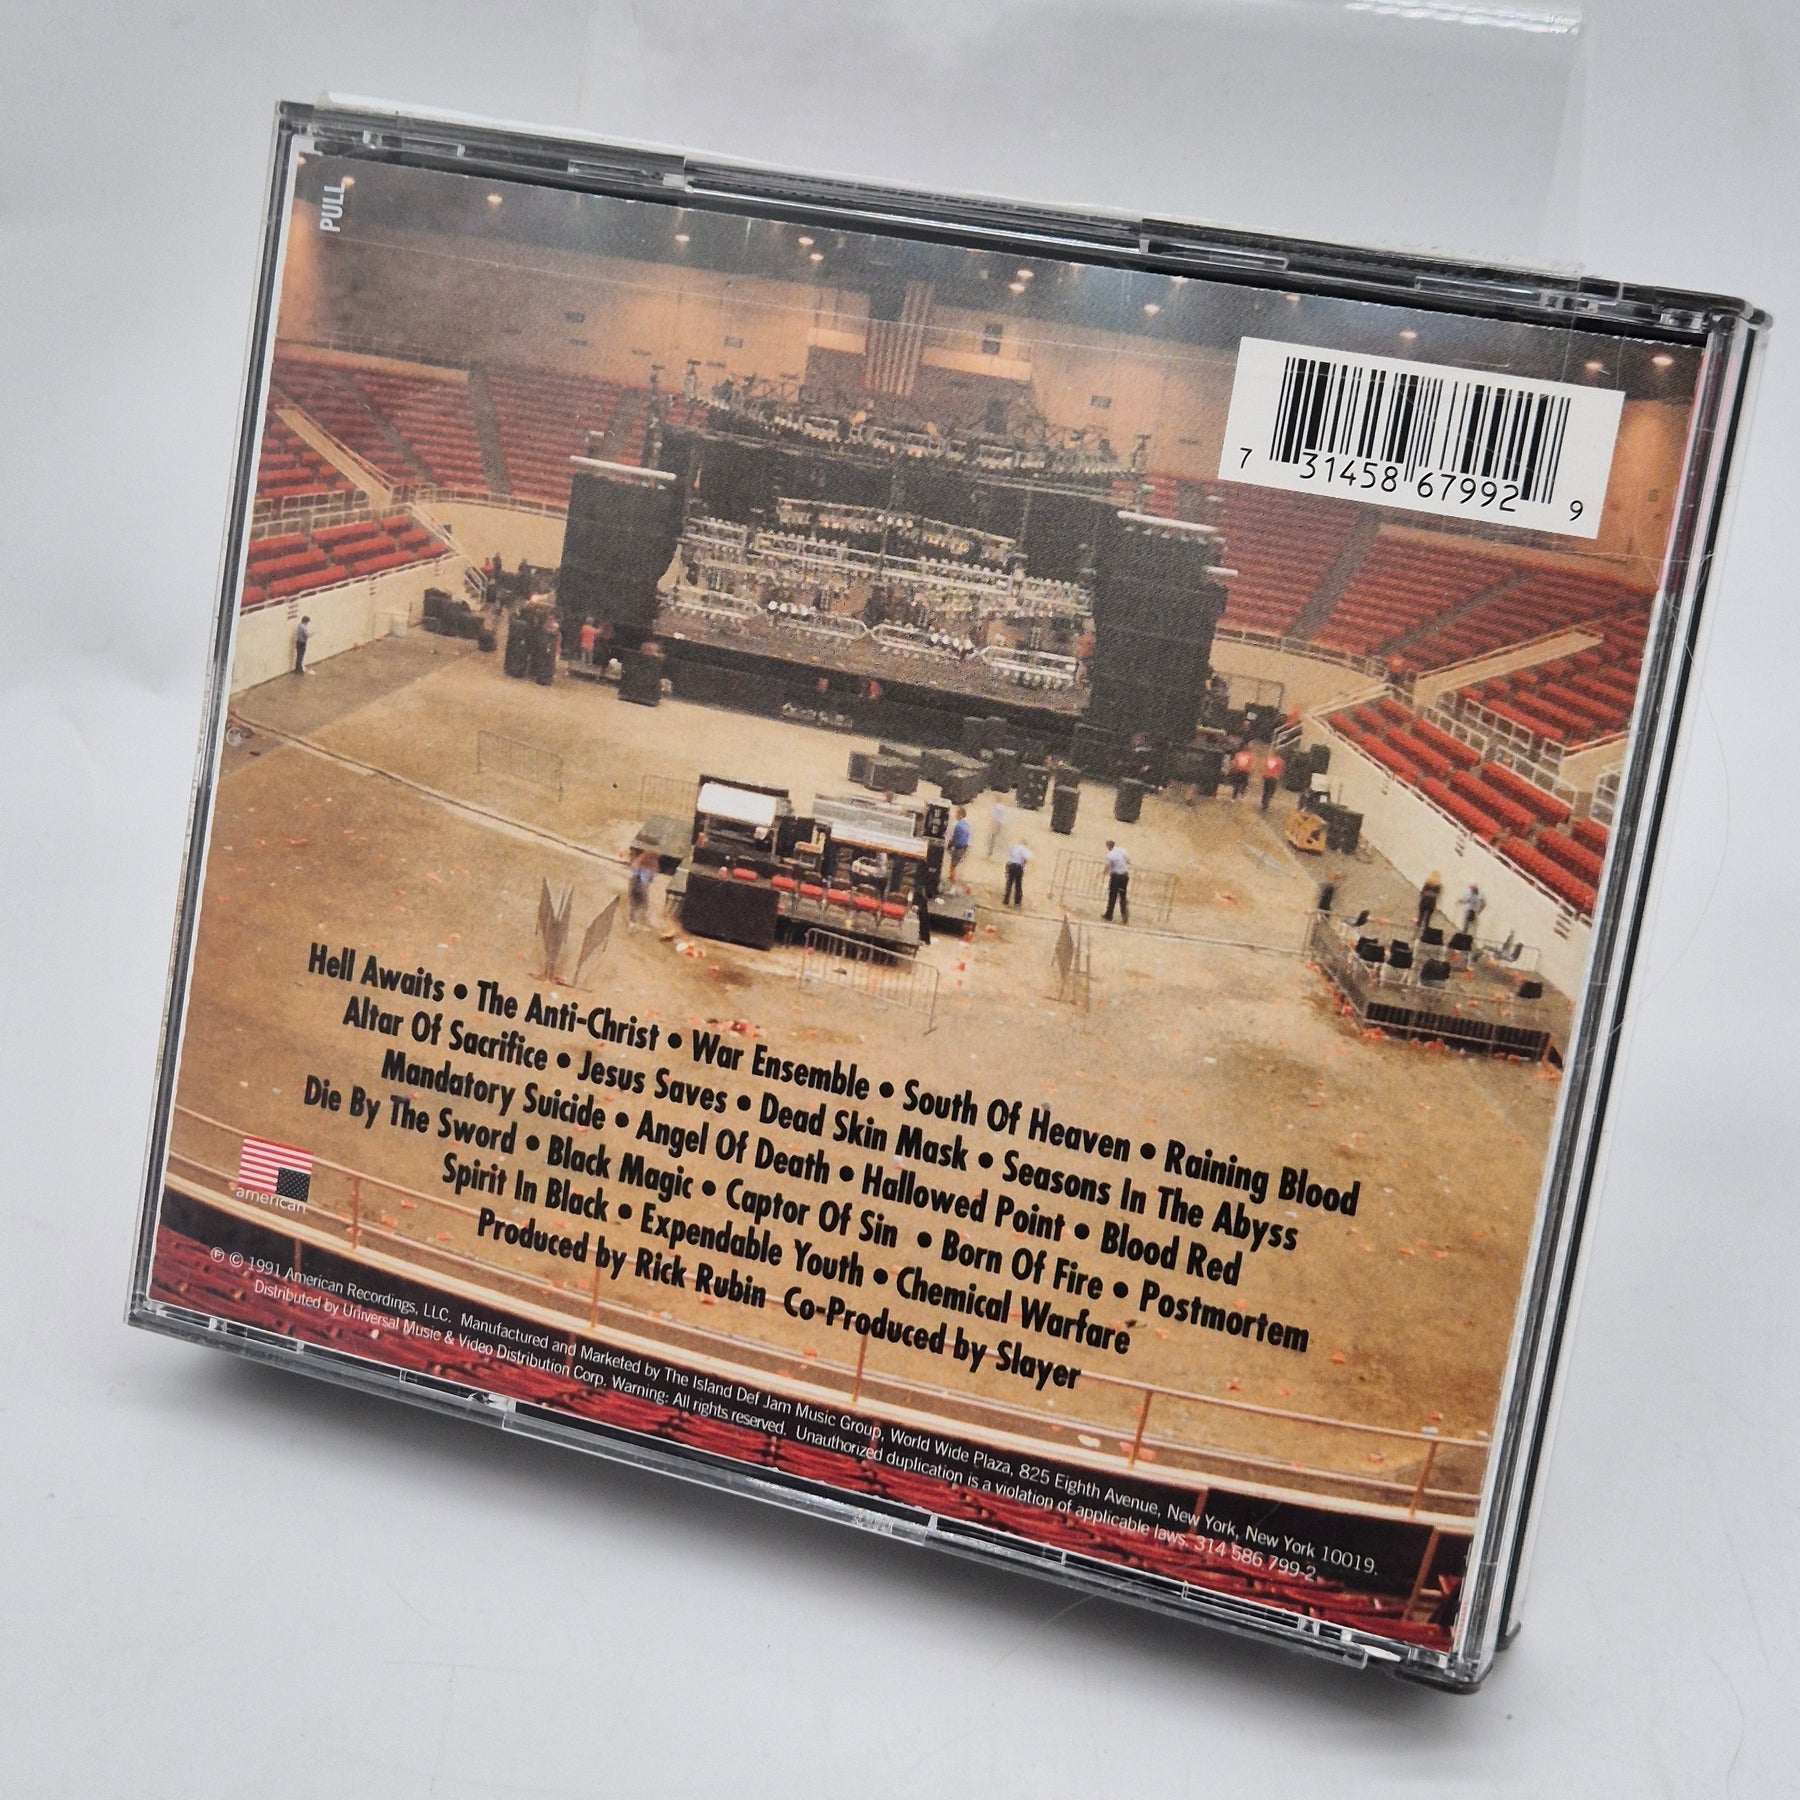 PULL
7 31458 67992 9
Hell Awaits • The Anti-Christ • War Ensemble • South Of Heaven • Raining Blood
Altar Of Sacrifice • Jesus Saves • Dead Skin Mask • Seasons In The Abyss
Mandatory Suicide • Angel Of Death • Hallowed Point • Blood Red
Die By The Sword • Black Magic • Captor Of Sin • Born Of Fire • Postmortem
Spirit In Black • Expendable Youth • Chemical Warfare
Produced by Rick Rubin Co-Produced by Slayer
american
℗ © 1991 American Recordings, LLC. Manufactured and Marketed by The Island Def Jam Music Group, World Wide Plaza, 825 Eighth Avenue, New York, New York 10019.
Distributed by Universal Music & Video Distribution Corp. Warning: All rights reserved. Unauthorized duplication is a violation of applicable laws. 314 586 799-2